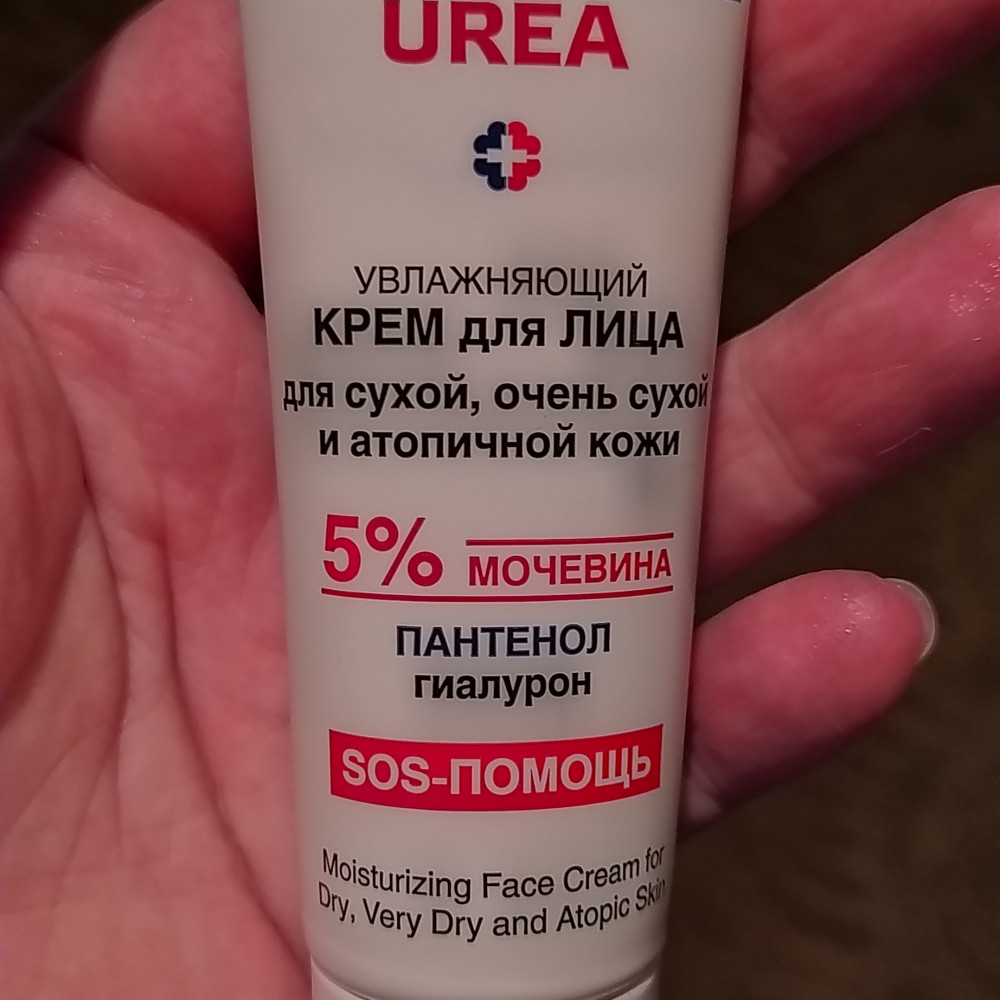 UREA
УВЛАЖНЯЮЩИЙ
КРЕМ для ЛИЦА
для сухой, очень сухой
и атопичной кожи
5% МОЧЕВИНА
ПАНТЕНОЛ
гиалурон
SOS-ПОМОЩЬ
Moisturizing Face Cream for
Dry, Very Dry and Atopic Skin